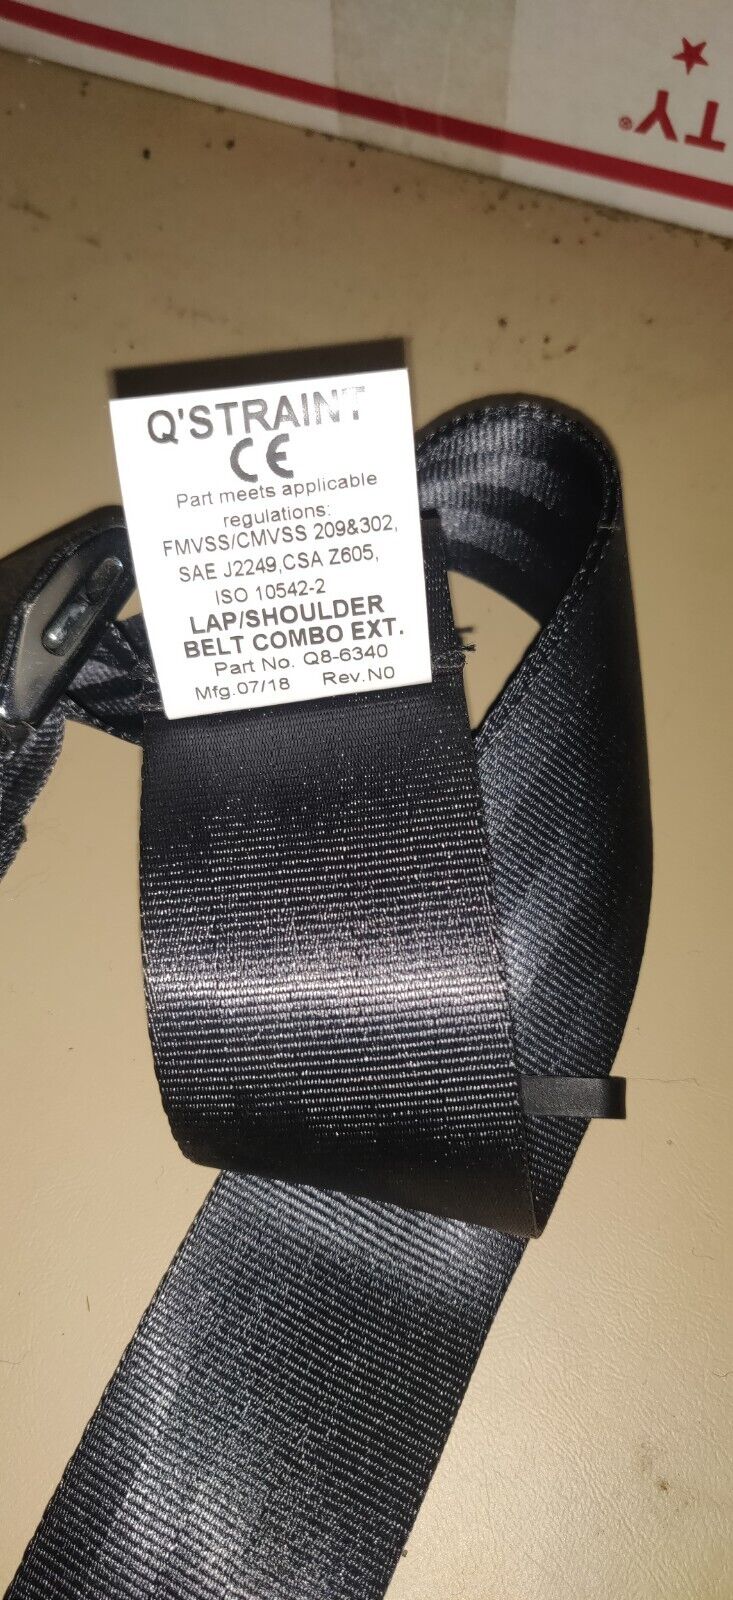 TY®
Q'STRAINT
CE
Part meets applicable
regulations:
FMVSS/CMVSS 209&302,
SAE J2249,CSA Z605,
ISO 10542-2
LAP/SHOULDER
BELT COMBO EXT.
Part No. Q8-6340
Mfg.07/18 Rev.N0